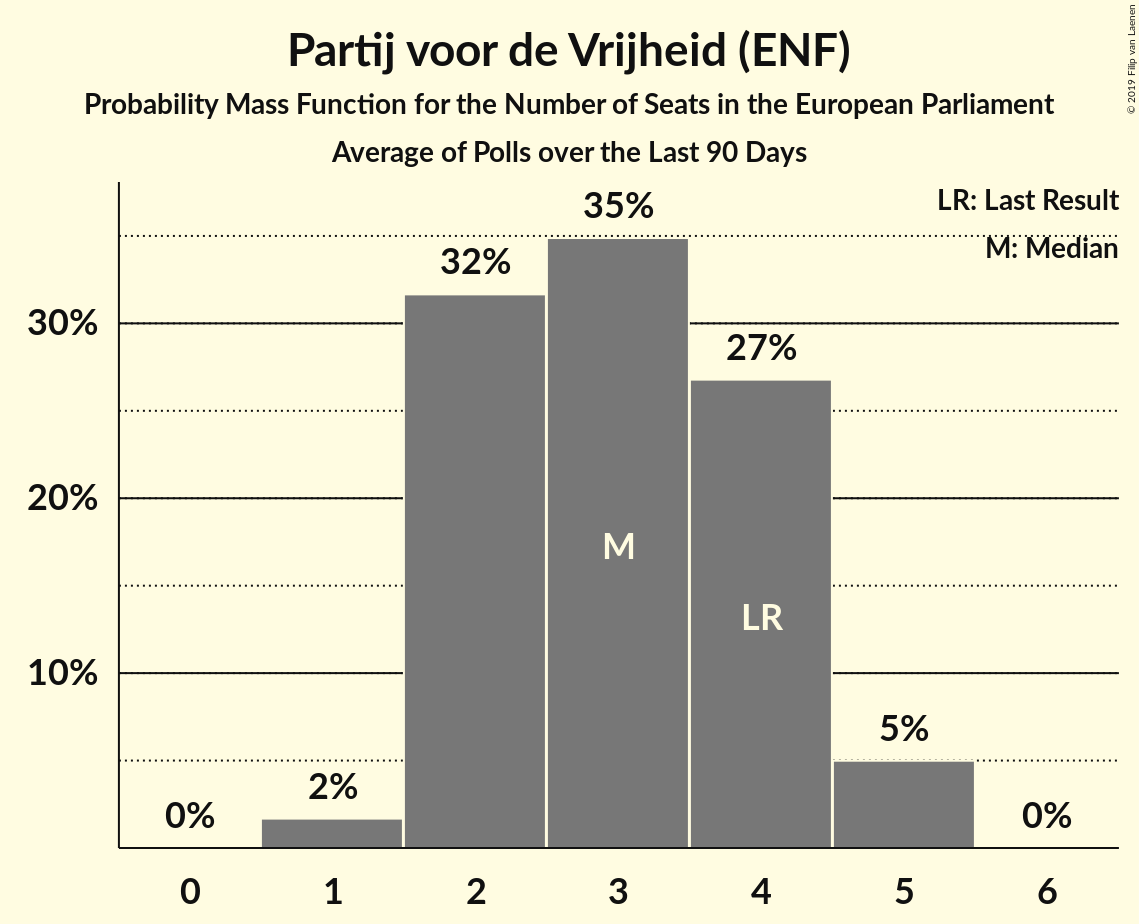 Partij voor de Vrijheid (ENF)
Probability Mass Function for the Number of Seats in the European Parliament
Average of Polls over the Last 90 Days
© 2019 Filip van Laenen
LR: Last Result
M: Median
35%
32%
30%
27%
20%
M
LR
10%
5%
2%
0%
0%
0 1 2 3 4 5 6